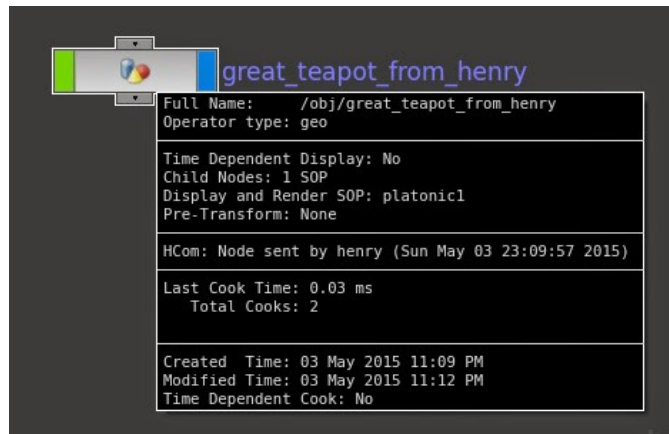 great_teapot_from_henry
Full Name: /obj/great_teapot_from_henry
Operator type: geo
Time Dependent Display: No
Child Nodes: 1 SOP
Display and Render SOP: platonic1
Pre-Transform: None
HCom: Node sent by henry (Sun May 03 23:09:57 2015)
Last Cook Time: 0.03 ms
Total Cooks: 2
Created Time: 03 May 2015 11:09 PM
Modified Time: 03 May 2015 11:12 PM
Time Dependent Cook: No